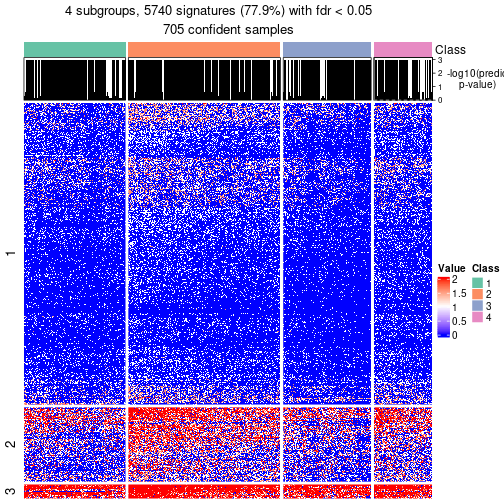 4 subgroups, 5740 signatures (77.9%) with fdr < 0.05
705 confident samples
Class
3
2
1
0
-log10(predi
p-value)
1
2
3
Value
2
1.5
1
0.5
0
Class
1
2
3
4